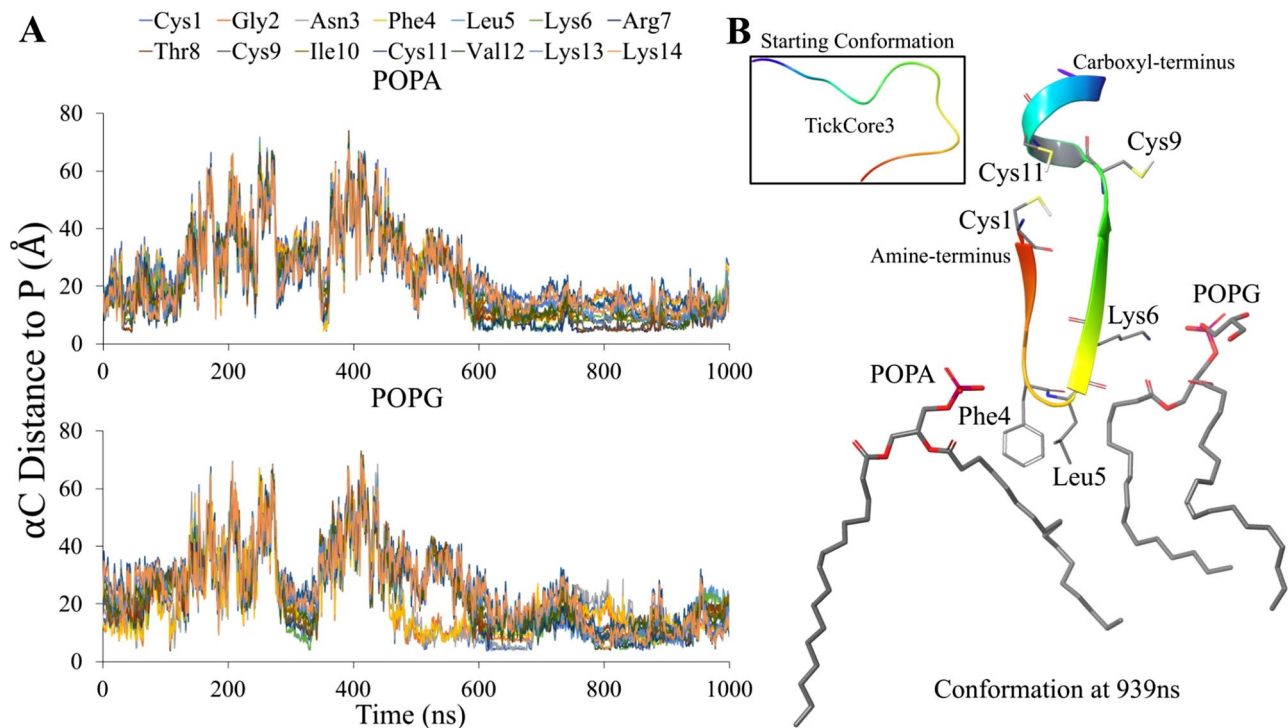 A
Cys1 Gly2 Asn3 Phe4 Leu5 Lys6 Arg7
Thr8 Cys9 Ile10 Cys11 Val12 Lys13 Lys14
POPA
αC Distance to P (Å)
80
60
40
20
0
0 200 400 600 800 1000
POPG
80
60
40
20
0
0 200 400 600 800 1000
Time (ns)
B
Starting Conformation
TickCore3
Carboxyl-terminus
Cys9
Cys11
Cys1
Amine-terminus
Lys6
POPG
POPA
Phe4
Leu5
Conformation at 939ns